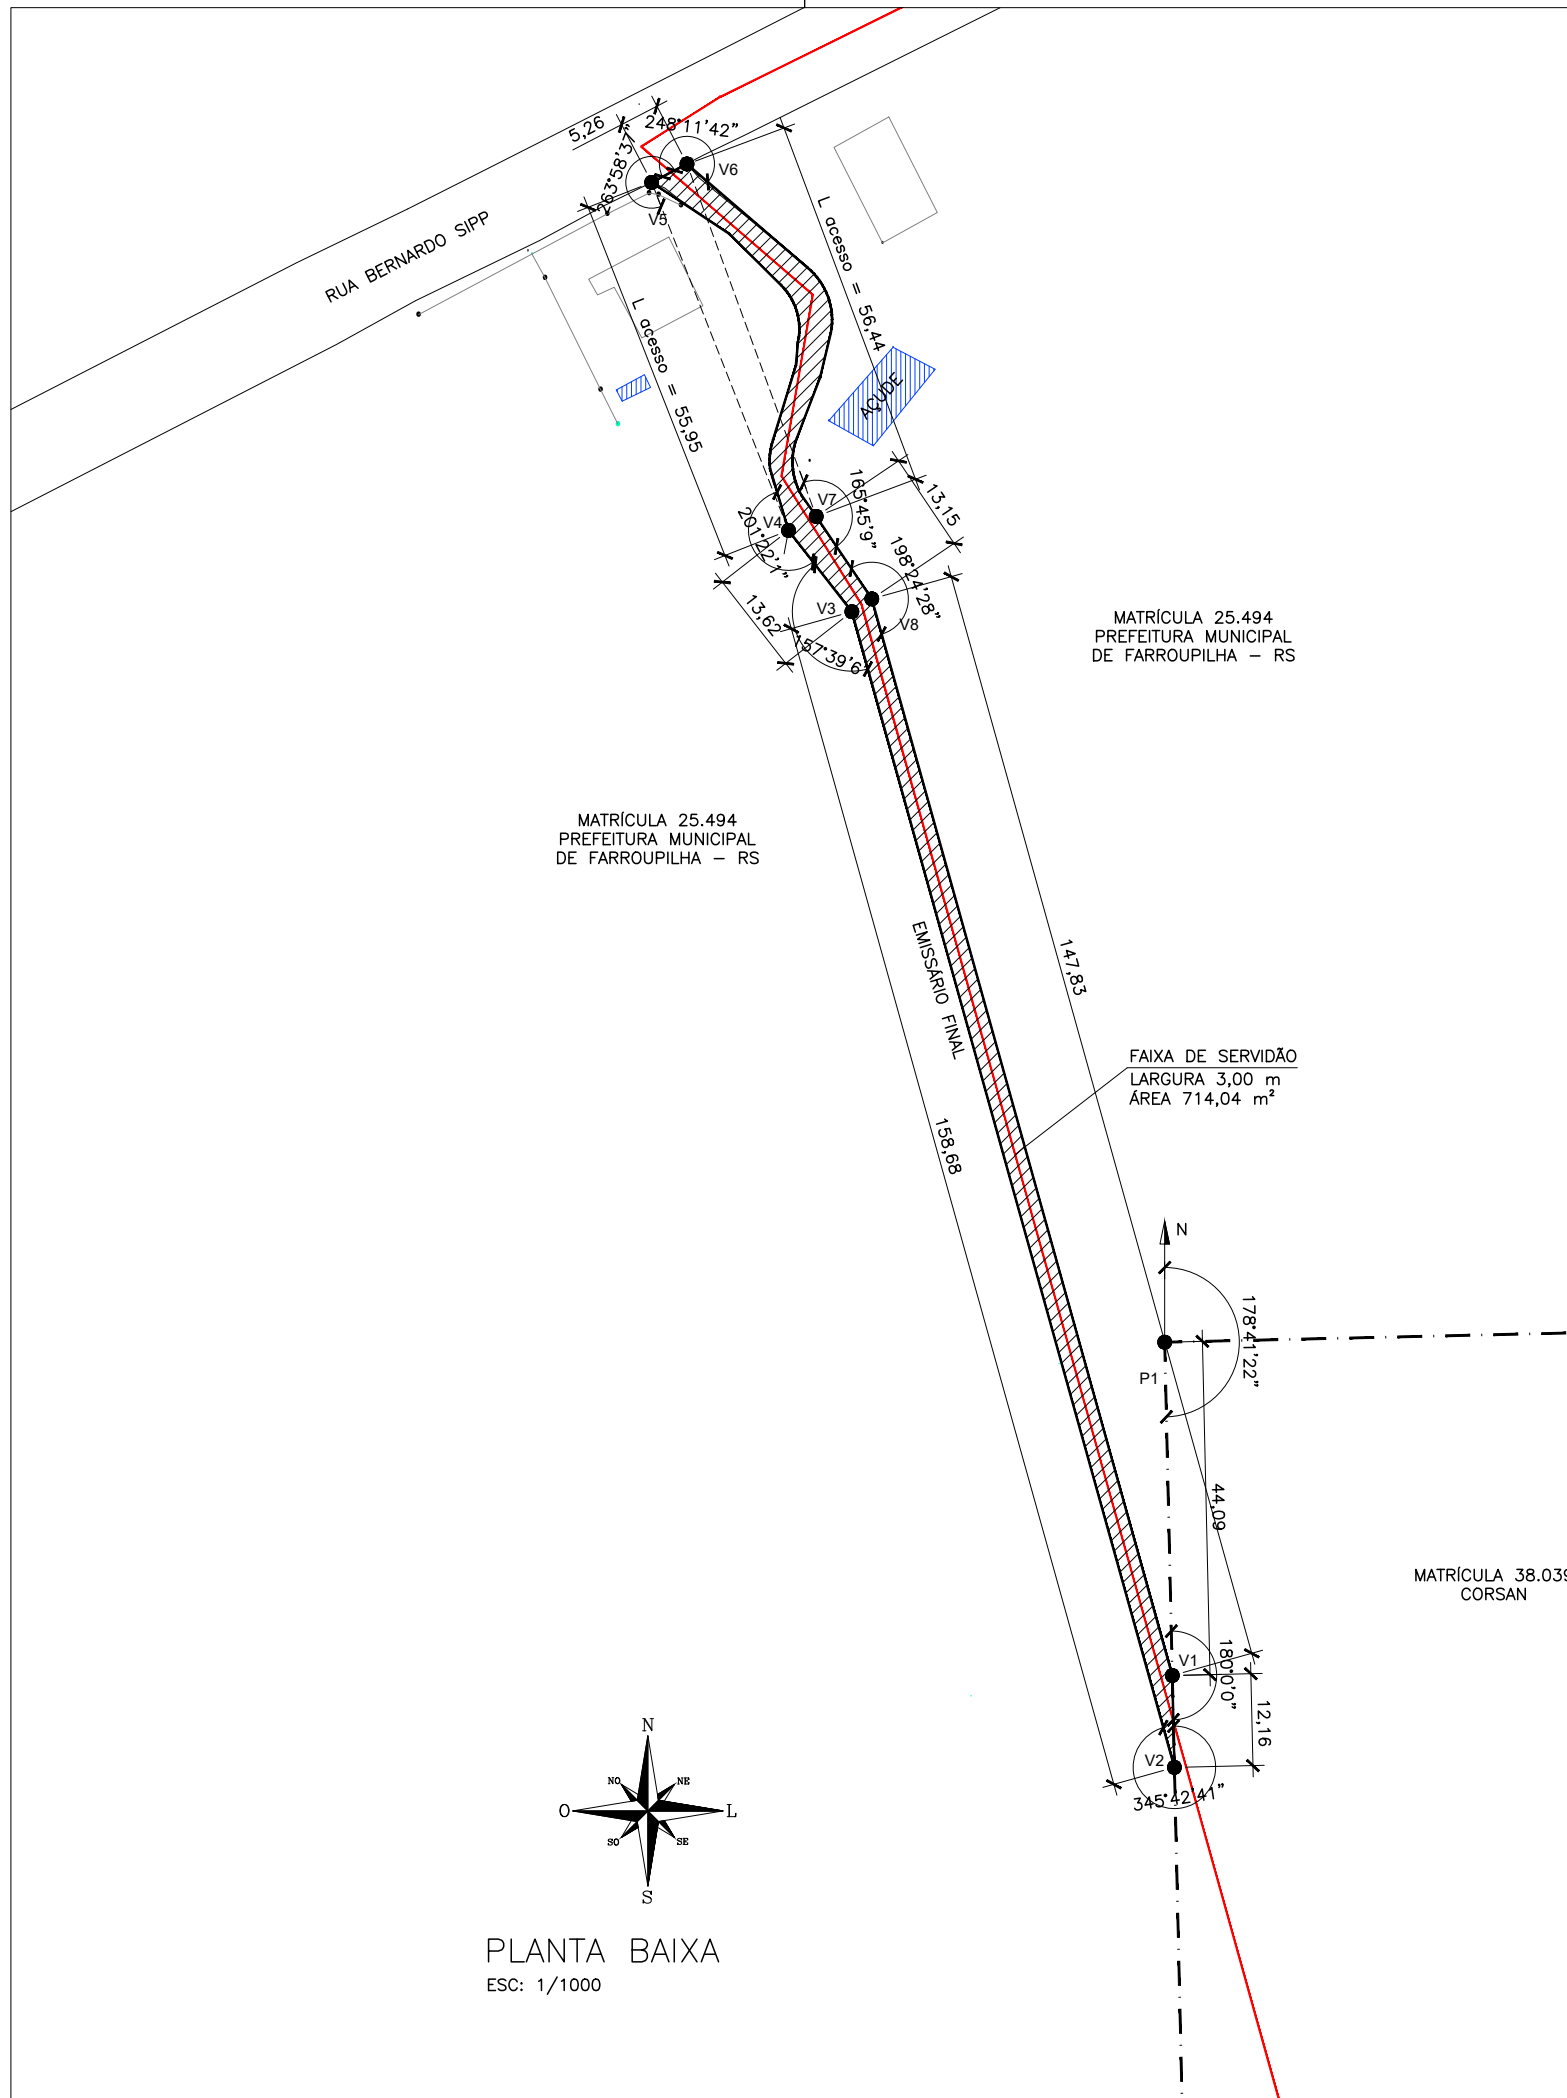 5,26
248°11'42"
263°58'37"
V6
V5
RUA BERNARDO SIPP
L acesso = 56,44
L acesso = 55,95
AÇUDE
V7
V4
165°45'9"
13,15
201°22'1"
198°24'28"
V3
V8
13,62
157°39'6"
MATRÍCULA 25.494
PREFEITURA MUNICIPAL
DE FARROUPILHA – RS
MATRÍCULA 25.494
PREFEITURA MUNICIPAL
DE FARROUPILHA – RS
EMISSÁRIO FINAL
147,83
FAIXA DE SERVIDÃO
LARGURA 3,00 m
ÁREA 714,04 m²
158,68
N
178°41'22"
P1
44,09
MATRÍCULA 38.039
CORSAN
V1
180°0'0"
12,16
V2
345°42'41"
N
NO
NE
O
L
SO
SE
S
PLANTA BAIXA
ESC: 1/1000